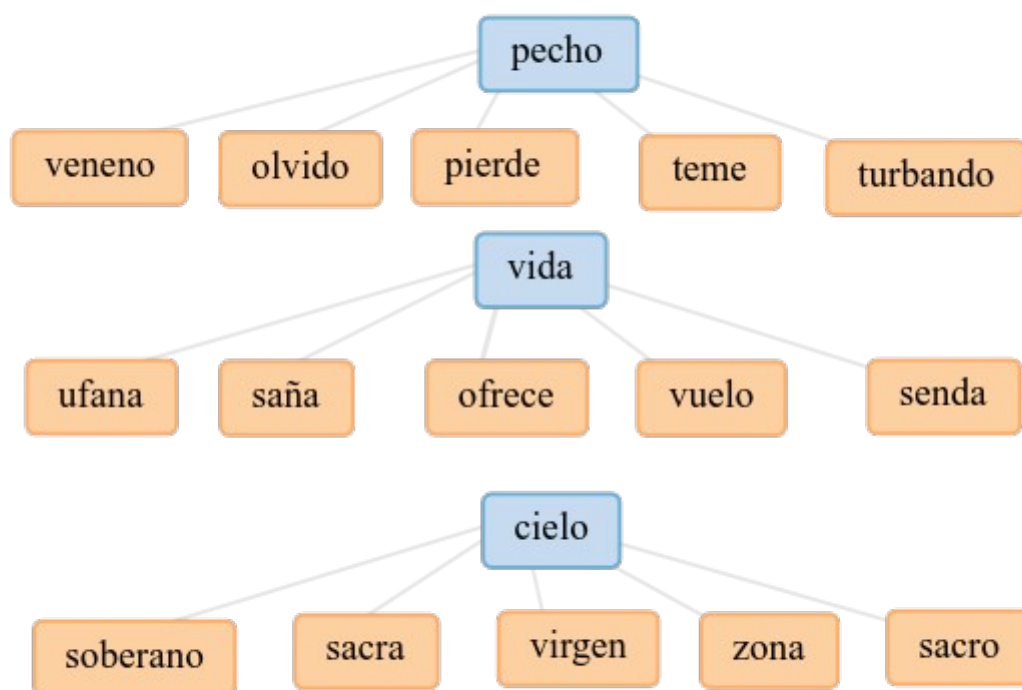 pecho
veneno olvido pierde teme turbando
vida
ufana saña ofrece vuelo senda
cielo
soberano sacra virgen zona sacro